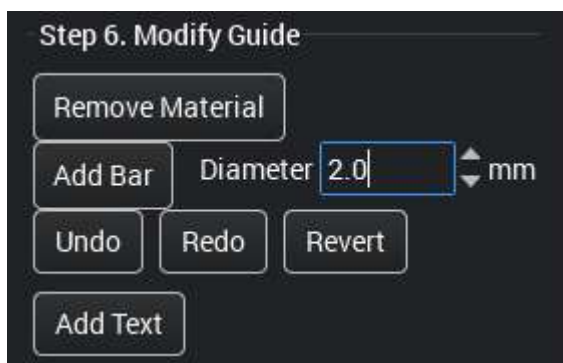 Step 6. Modify Guide
Remove Material
Add Bar Diameter 2.0 mm
Undo Redo Revert
Add Text